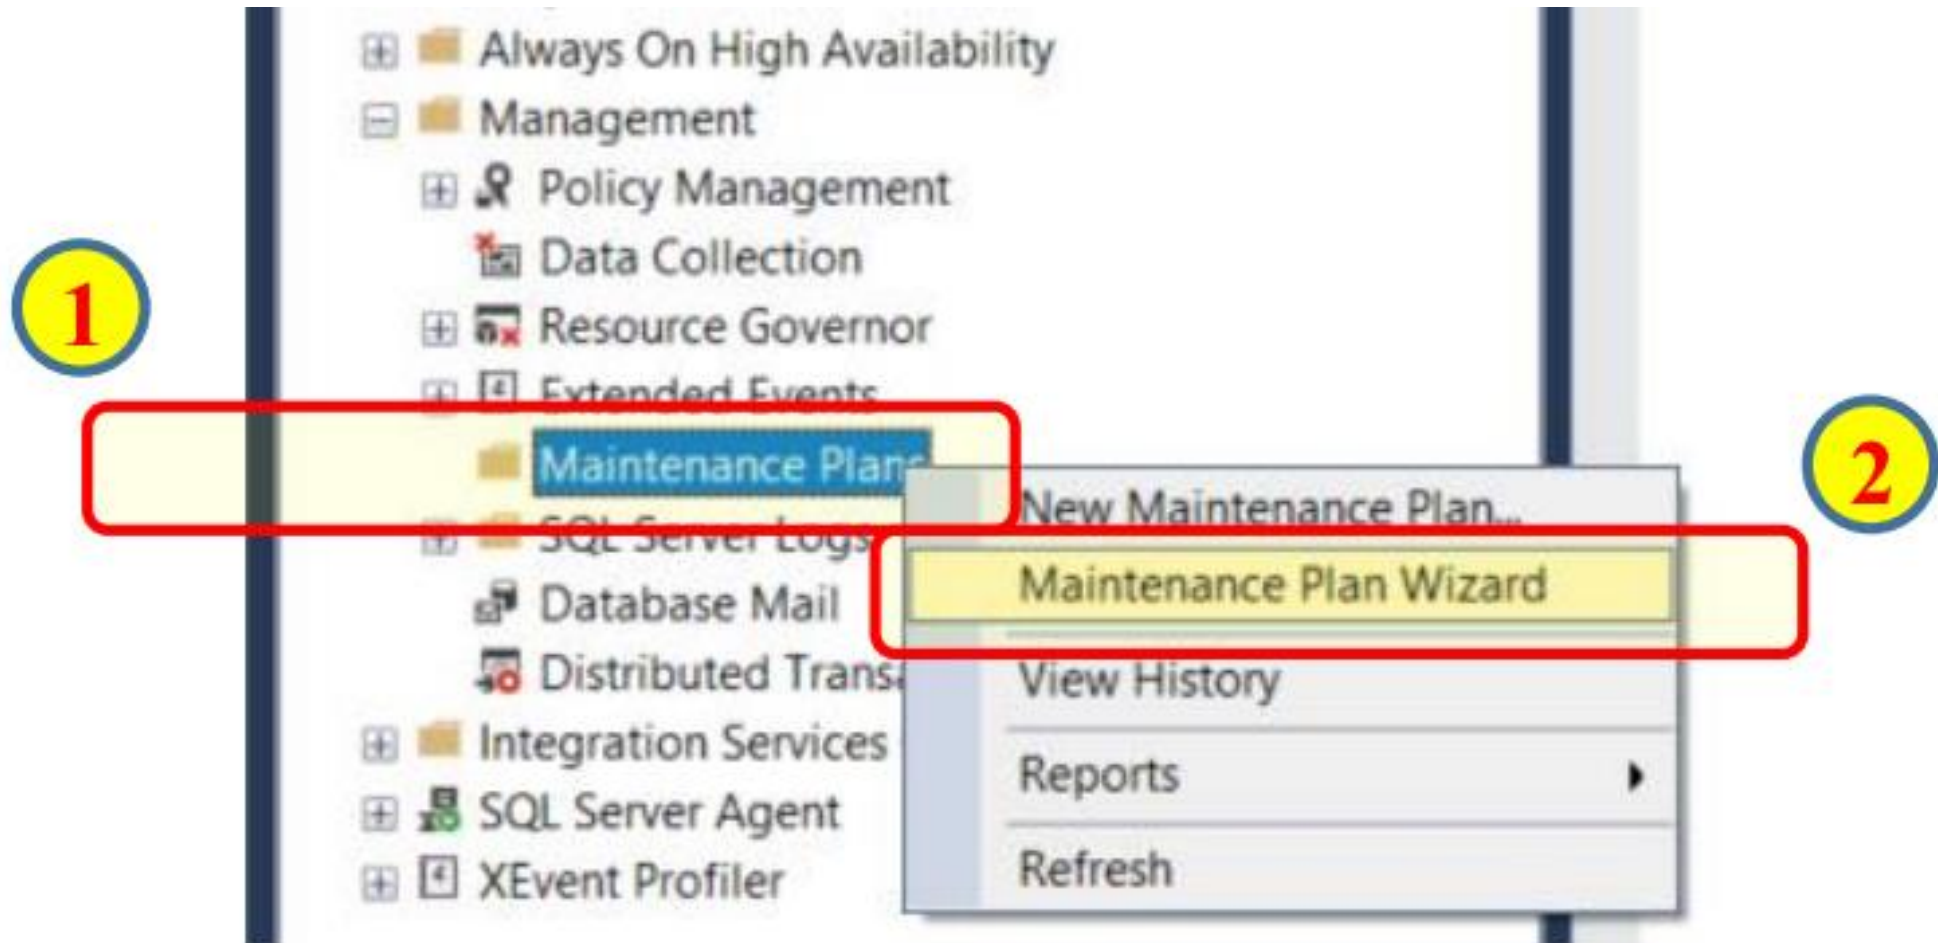 Always On High Availability
Management
Policy Management
Data Collection
1
Resource Governor
Extended Events
Maintenance Plans
2
New Maintenance Plan...
SQL Server Logs
Maintenance Plan Wizard
Database Mail
Distributed Transa
View History
Integration Services
Reports
SQL Server Agent
Refresh
XEvent Profiler